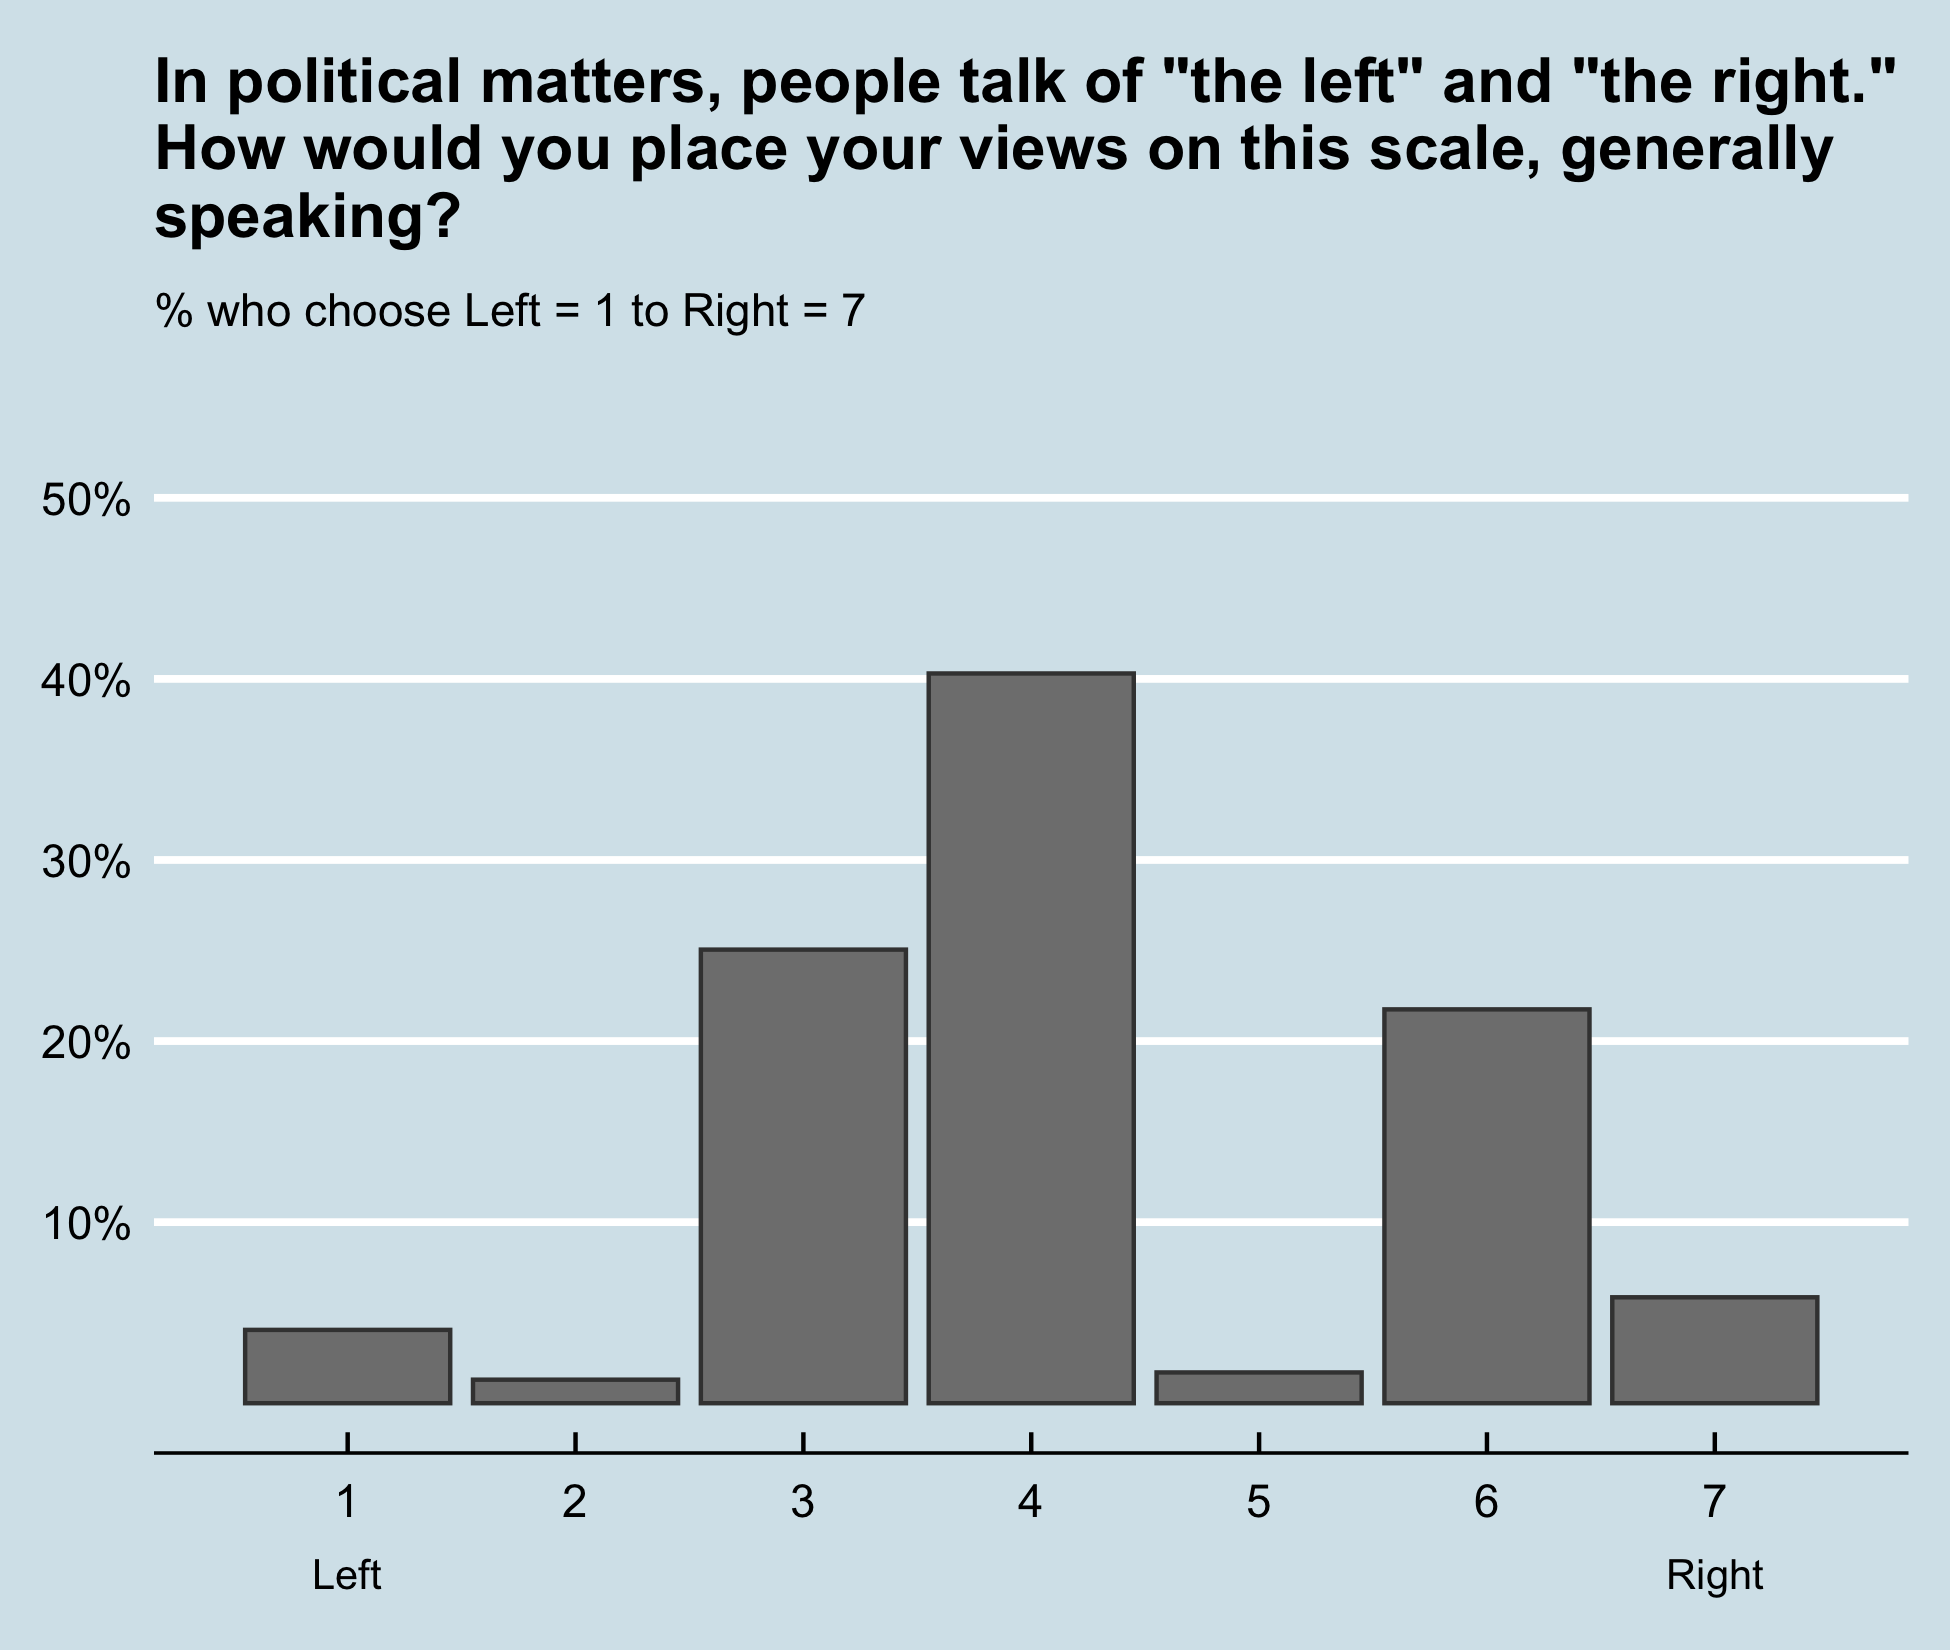 In political matters, people talk of "the left" and "the right."
How would you place your views on this scale, generally
speaking?
% who choose Left = 1 to Right = 7
50%
40%
30%
20%
10%
1 2 3 4 5 6 7
Left Right